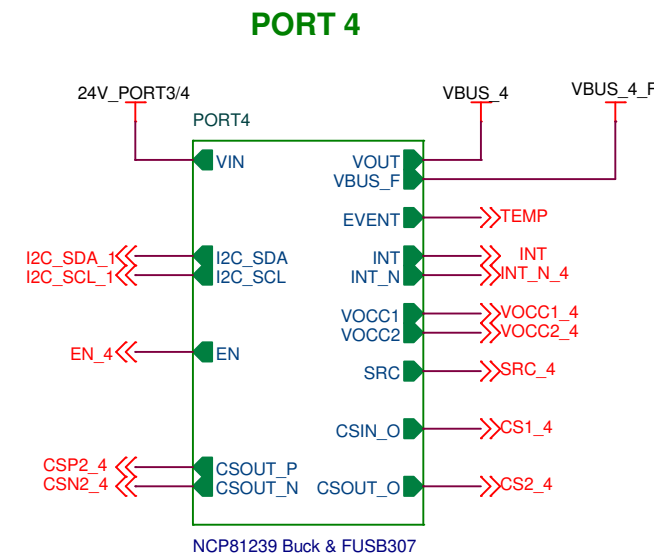 PORT 4
24V_PORT3/4 VBUS_4 VBUS_4_F
PORT4
VIN VOUT
VBUS_F
EVENT TEMP
I2C_SDA_1 I2C_SDA INT INT
I2C_SCL_1 I2C_SCL INT_N INT_N_4
VOCC1 VOCC1_4
VOCC2 VOCC2_4
EN_4 EN
SRC SRC_4
CSIN_O CS1_4
CSP2_4 CSOUT_P
CSN2_4 CSOUT_N CSOUT_O CS2_4
NCP81239 Buck & FUSB307